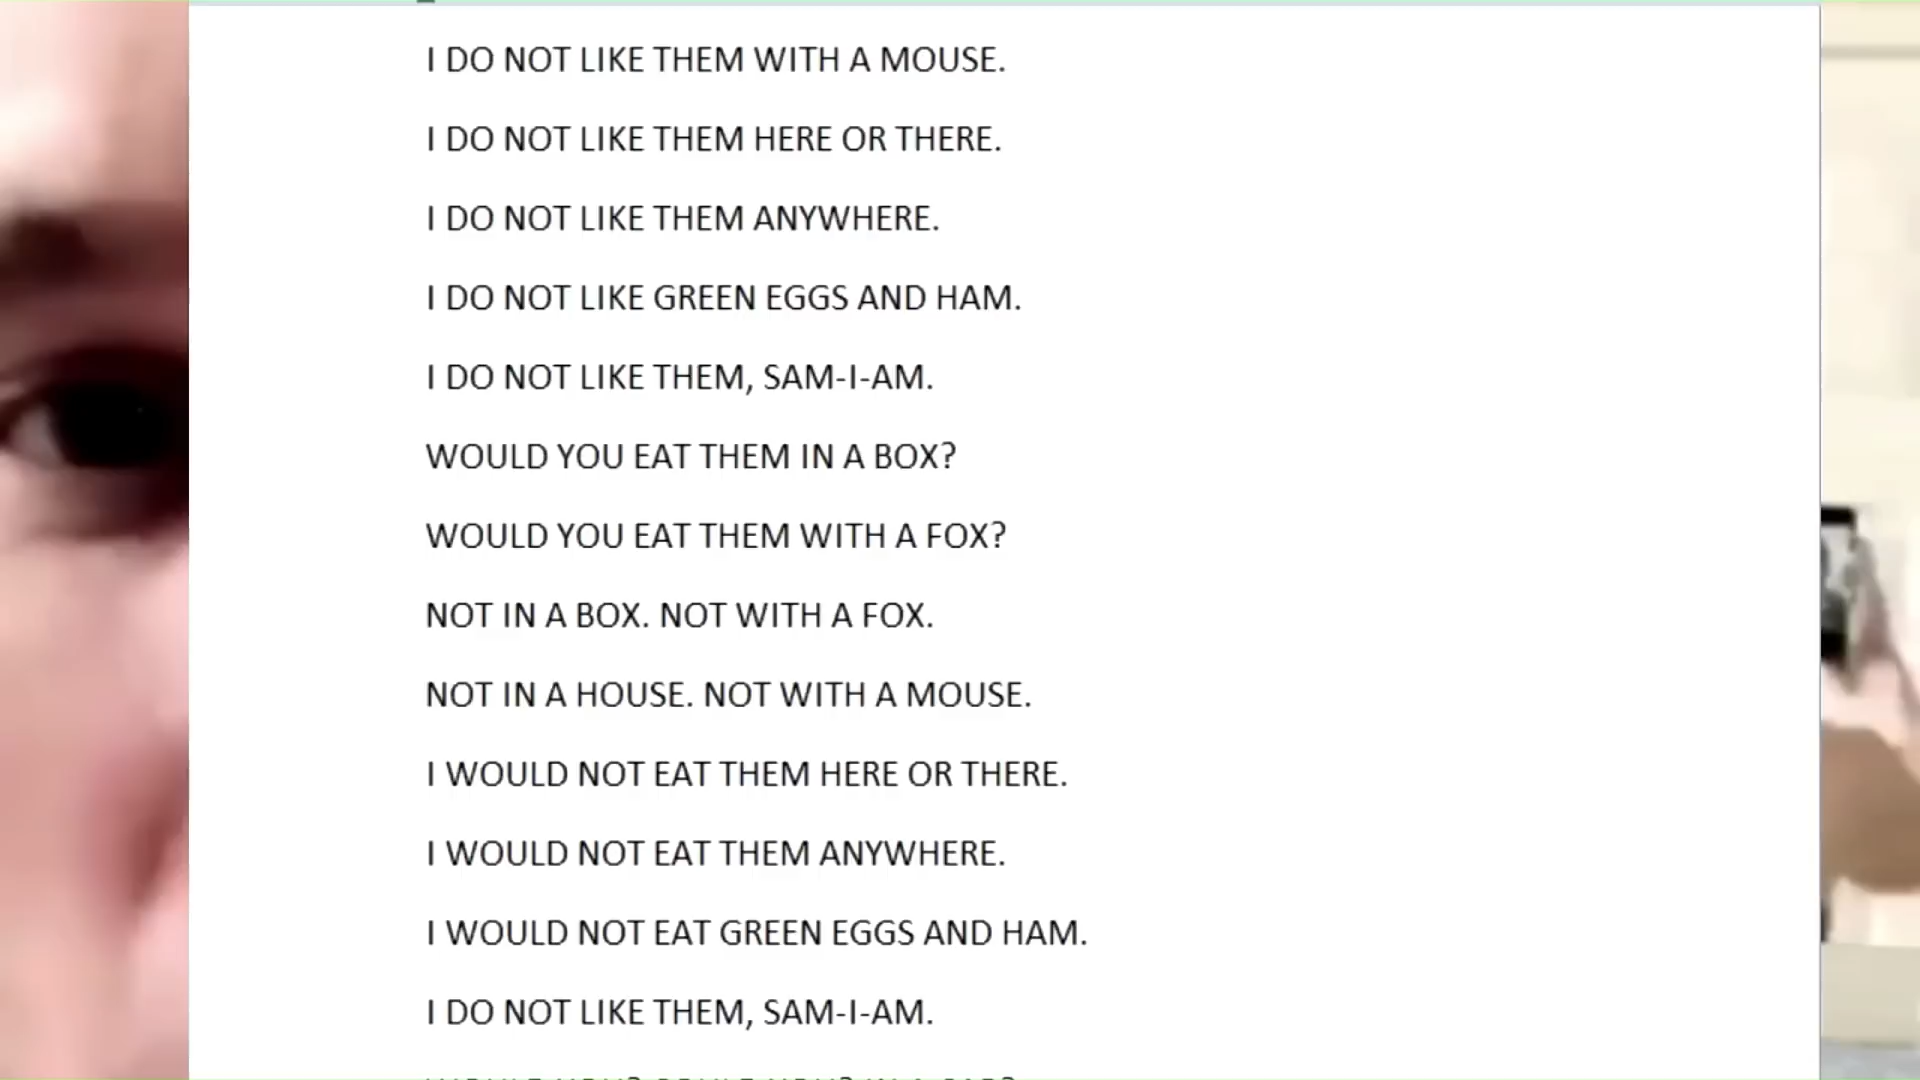 I DO NOT LIKE THEM WITH A MOUSE.
I DO NOT LIKE THEM HERE OR THERE.
I DO NOT LIKE THEM ANYWHERE.
I DO NOT LIKE GREEN EGGS AND HAM.
I DO NOT LIKE THEM, SAM-I-AM.
WOULD YOU EAT THEM IN A BOX?
WOULD YOU EAT THEM WITH A FOX?
NOT IN A BOX. NOT WITH A FOX.
NOT IN A HOUSE. NOT WITH A MOUSE.
I WOULD NOT EAT THEM HERE OR THERE.
I WOULD NOT EAT THEM ANYWHERE.
I WOULD NOT EAT GREEN EGGS AND HAM.
I DO NOT LIKE THEM, SAM-I-AM.